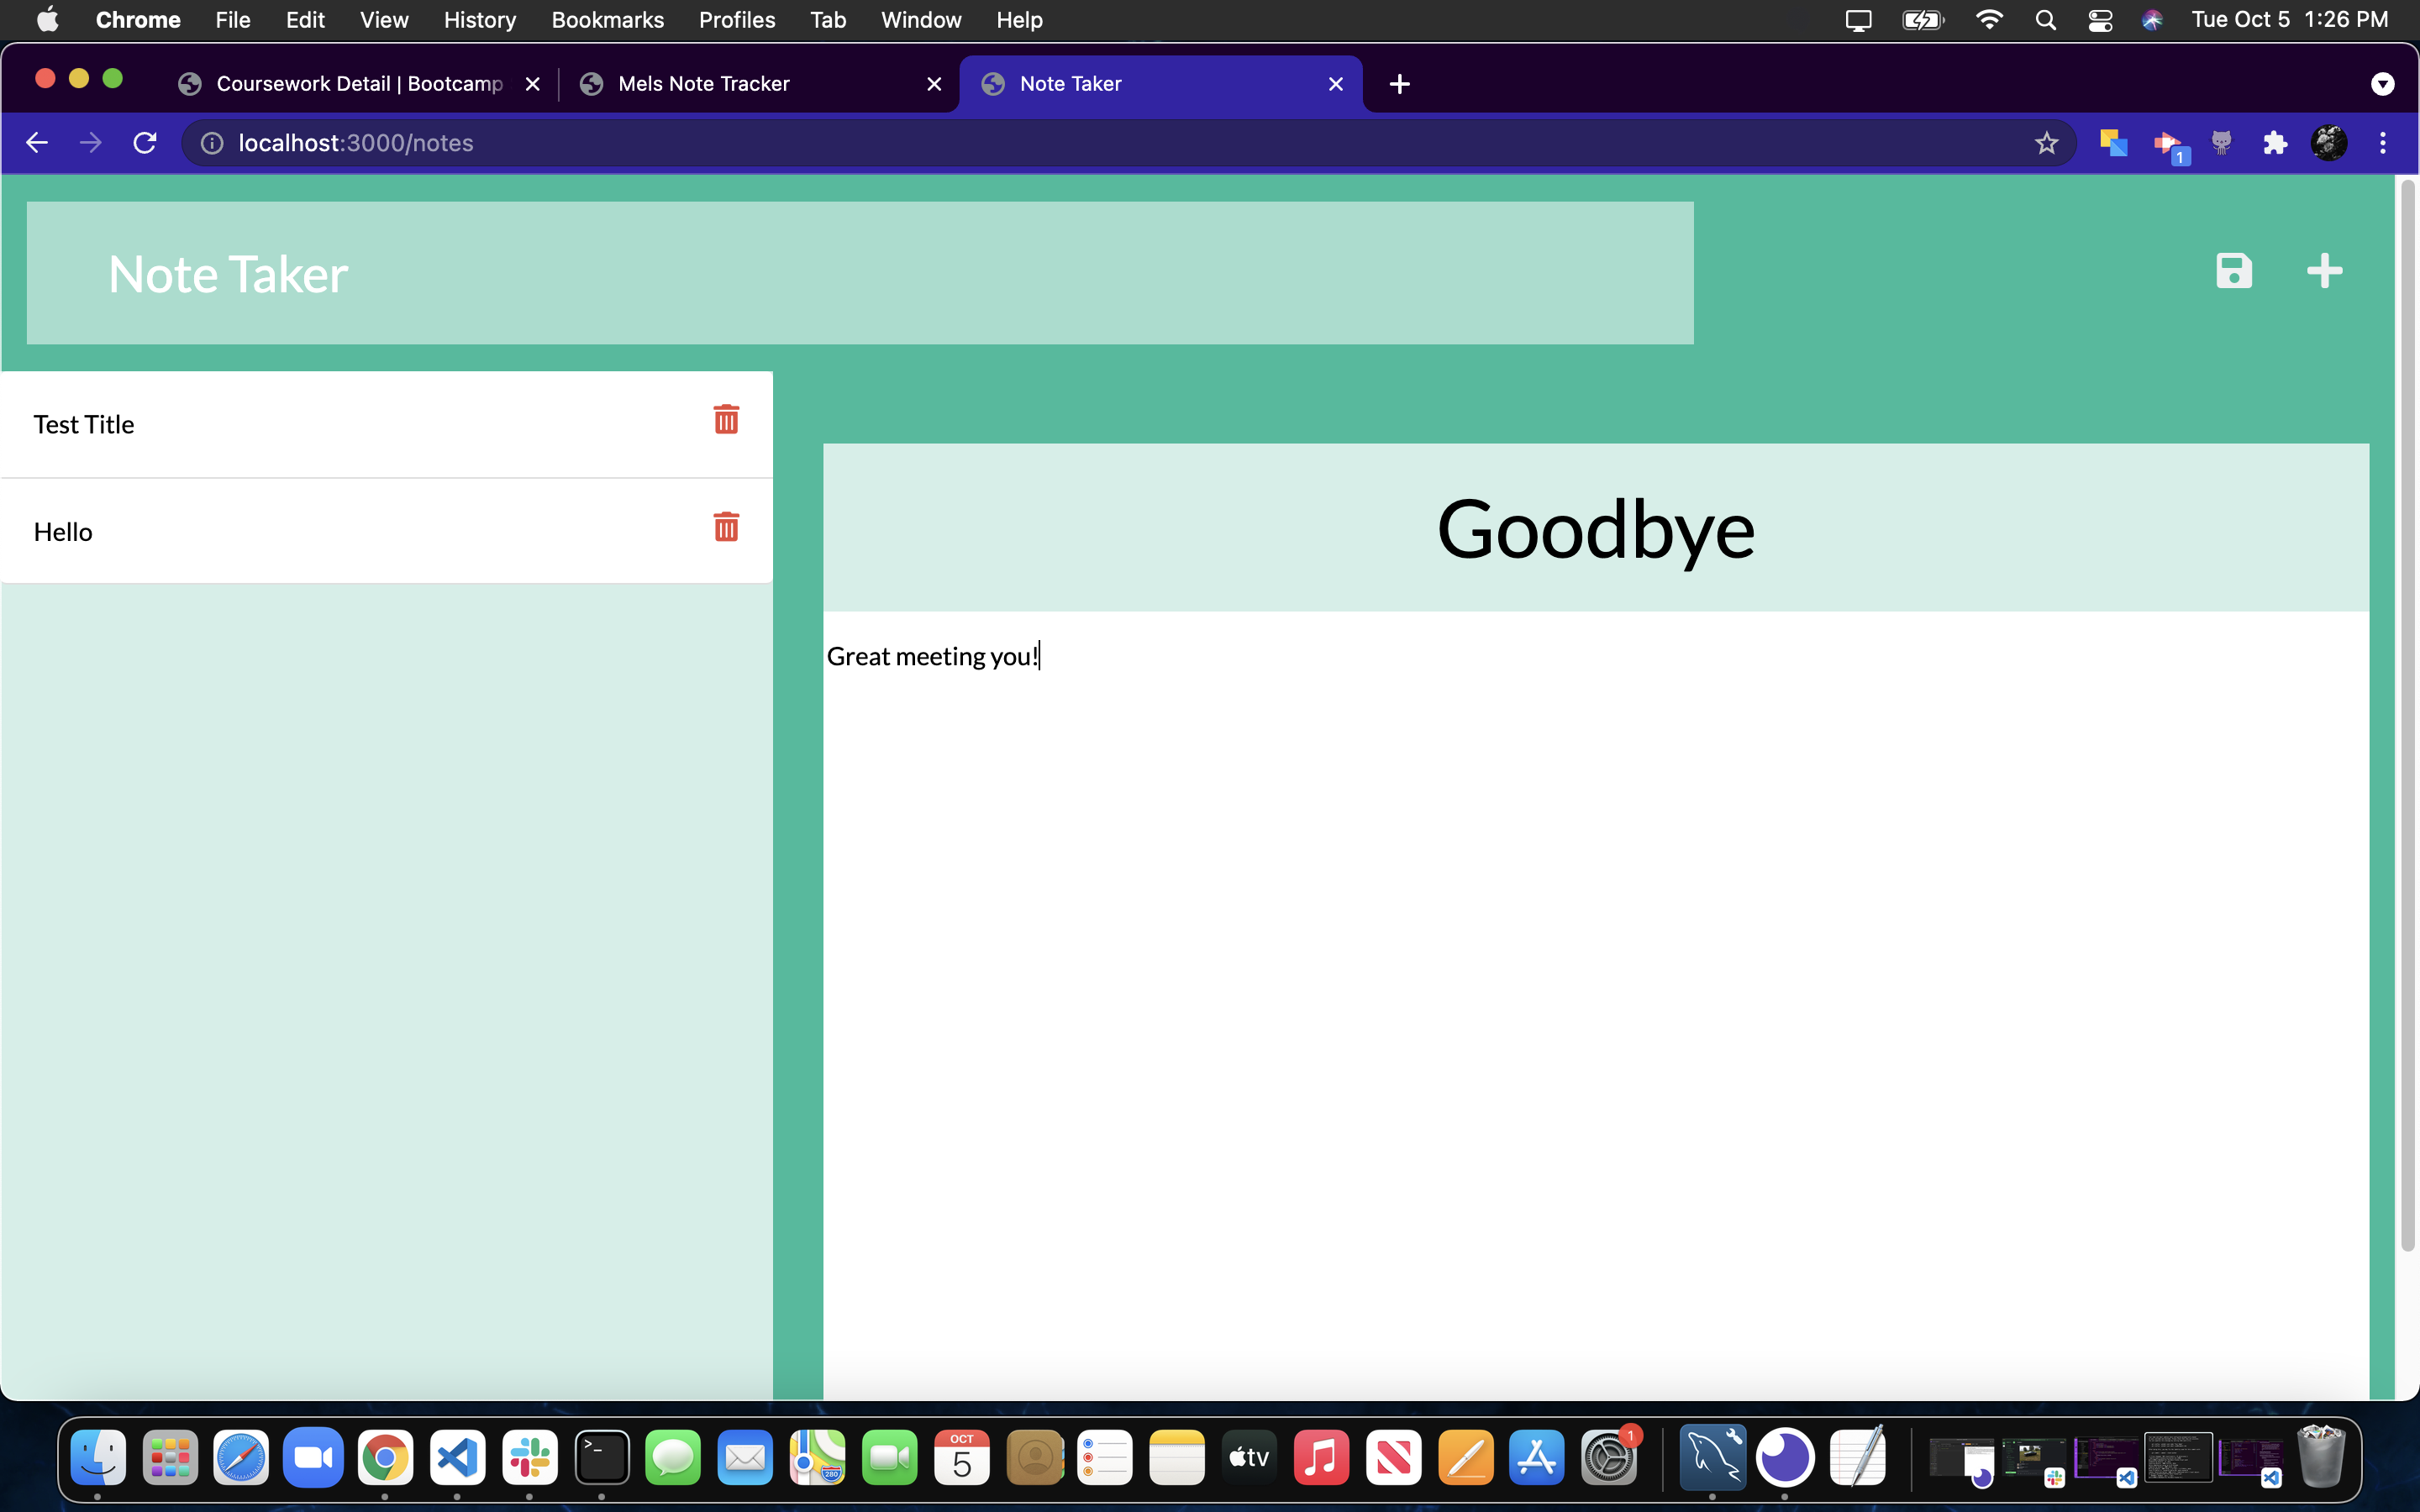 Chrome File Edit View History Bookmarks Profiles Tab Window Help Tue Oct 5 1:26 PM
Coursework Detail | Bootcamp Mels Note Tracker Note Taker
localhost:3000/notes
1
Note Taker
Test Title
Hello
Goodbye
Great meeting you!
OCT
5
280
tv
1